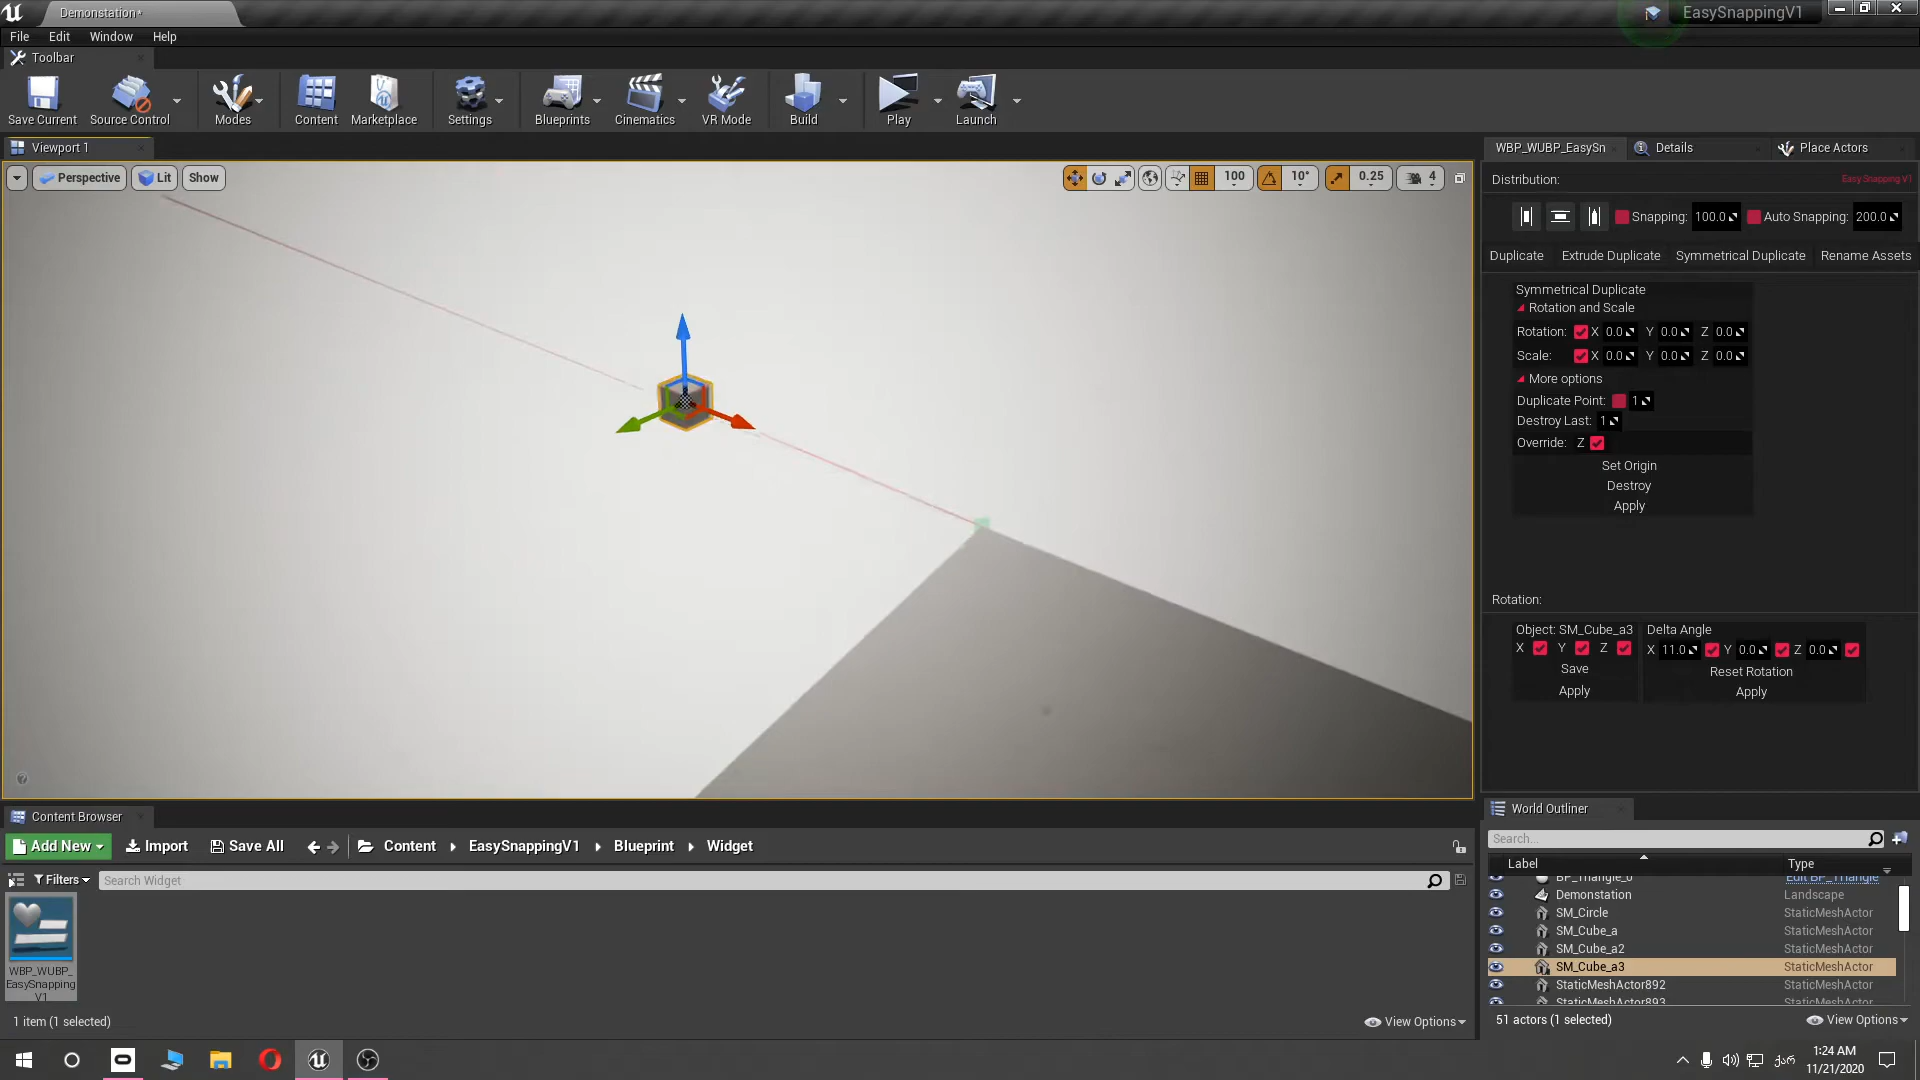 Demonstation*
EasySnappingV1
File Edit Window Help
Toolbar
Save Current
Source Control
Modes
Content
Marketplace
Settings
Blueprints
Cinematics
VR Mode
Build
Play
Launch
Viewport 1
WBP_WUBP_EasySn
Details
Place Actors
Perspective Lit Show
100 10° 0.25 4
Distribution:
Easy Snapping V1
Snapping: 100.0 Auto Snapping: 200.0
Duplicate Extrude Duplicate Symmetrical Duplicate Rename Assets
Symmetrical Duplicate
Rotation and Scale
Rotation: X 0.0 Y 0.0 Z 0.0
Scale: X 0.0 Y 0.0 Z 0.0
More options
Duplicate Point: 1
Destroy Last: 1
Override: Z
Set Origin
Destroy
Apply
Rotation:
Object: SM_Cube_a3
X Y Z
Save
Apply
Delta Angle
X 11.0 Y 0.0 Z 0.0
Reset Rotation
Apply
Content Browser
Add New Import Save All Content EasySnappingV1 Blueprint Widget
Filters Search Widget
WBP_WUBP_
EasySnapping
V1
1 item (1 selected)
View Options
World Outliner
Search...
Label Type
BP_Triangle_0 Edit BP_Triangle
Demonstation Landscape
SM_Circle StaticMeshActor
SM_Cube_a StaticMeshActor
SM_Cube_a2 StaticMeshActor
SM_Cube_a3 StaticMeshActor
StaticMeshActor892 StaticMeshActor
StaticMeshActor893 StaticMeshActor
51 actors (1 selected)
View Options
ქარ
1:24 AM
11/21/2020